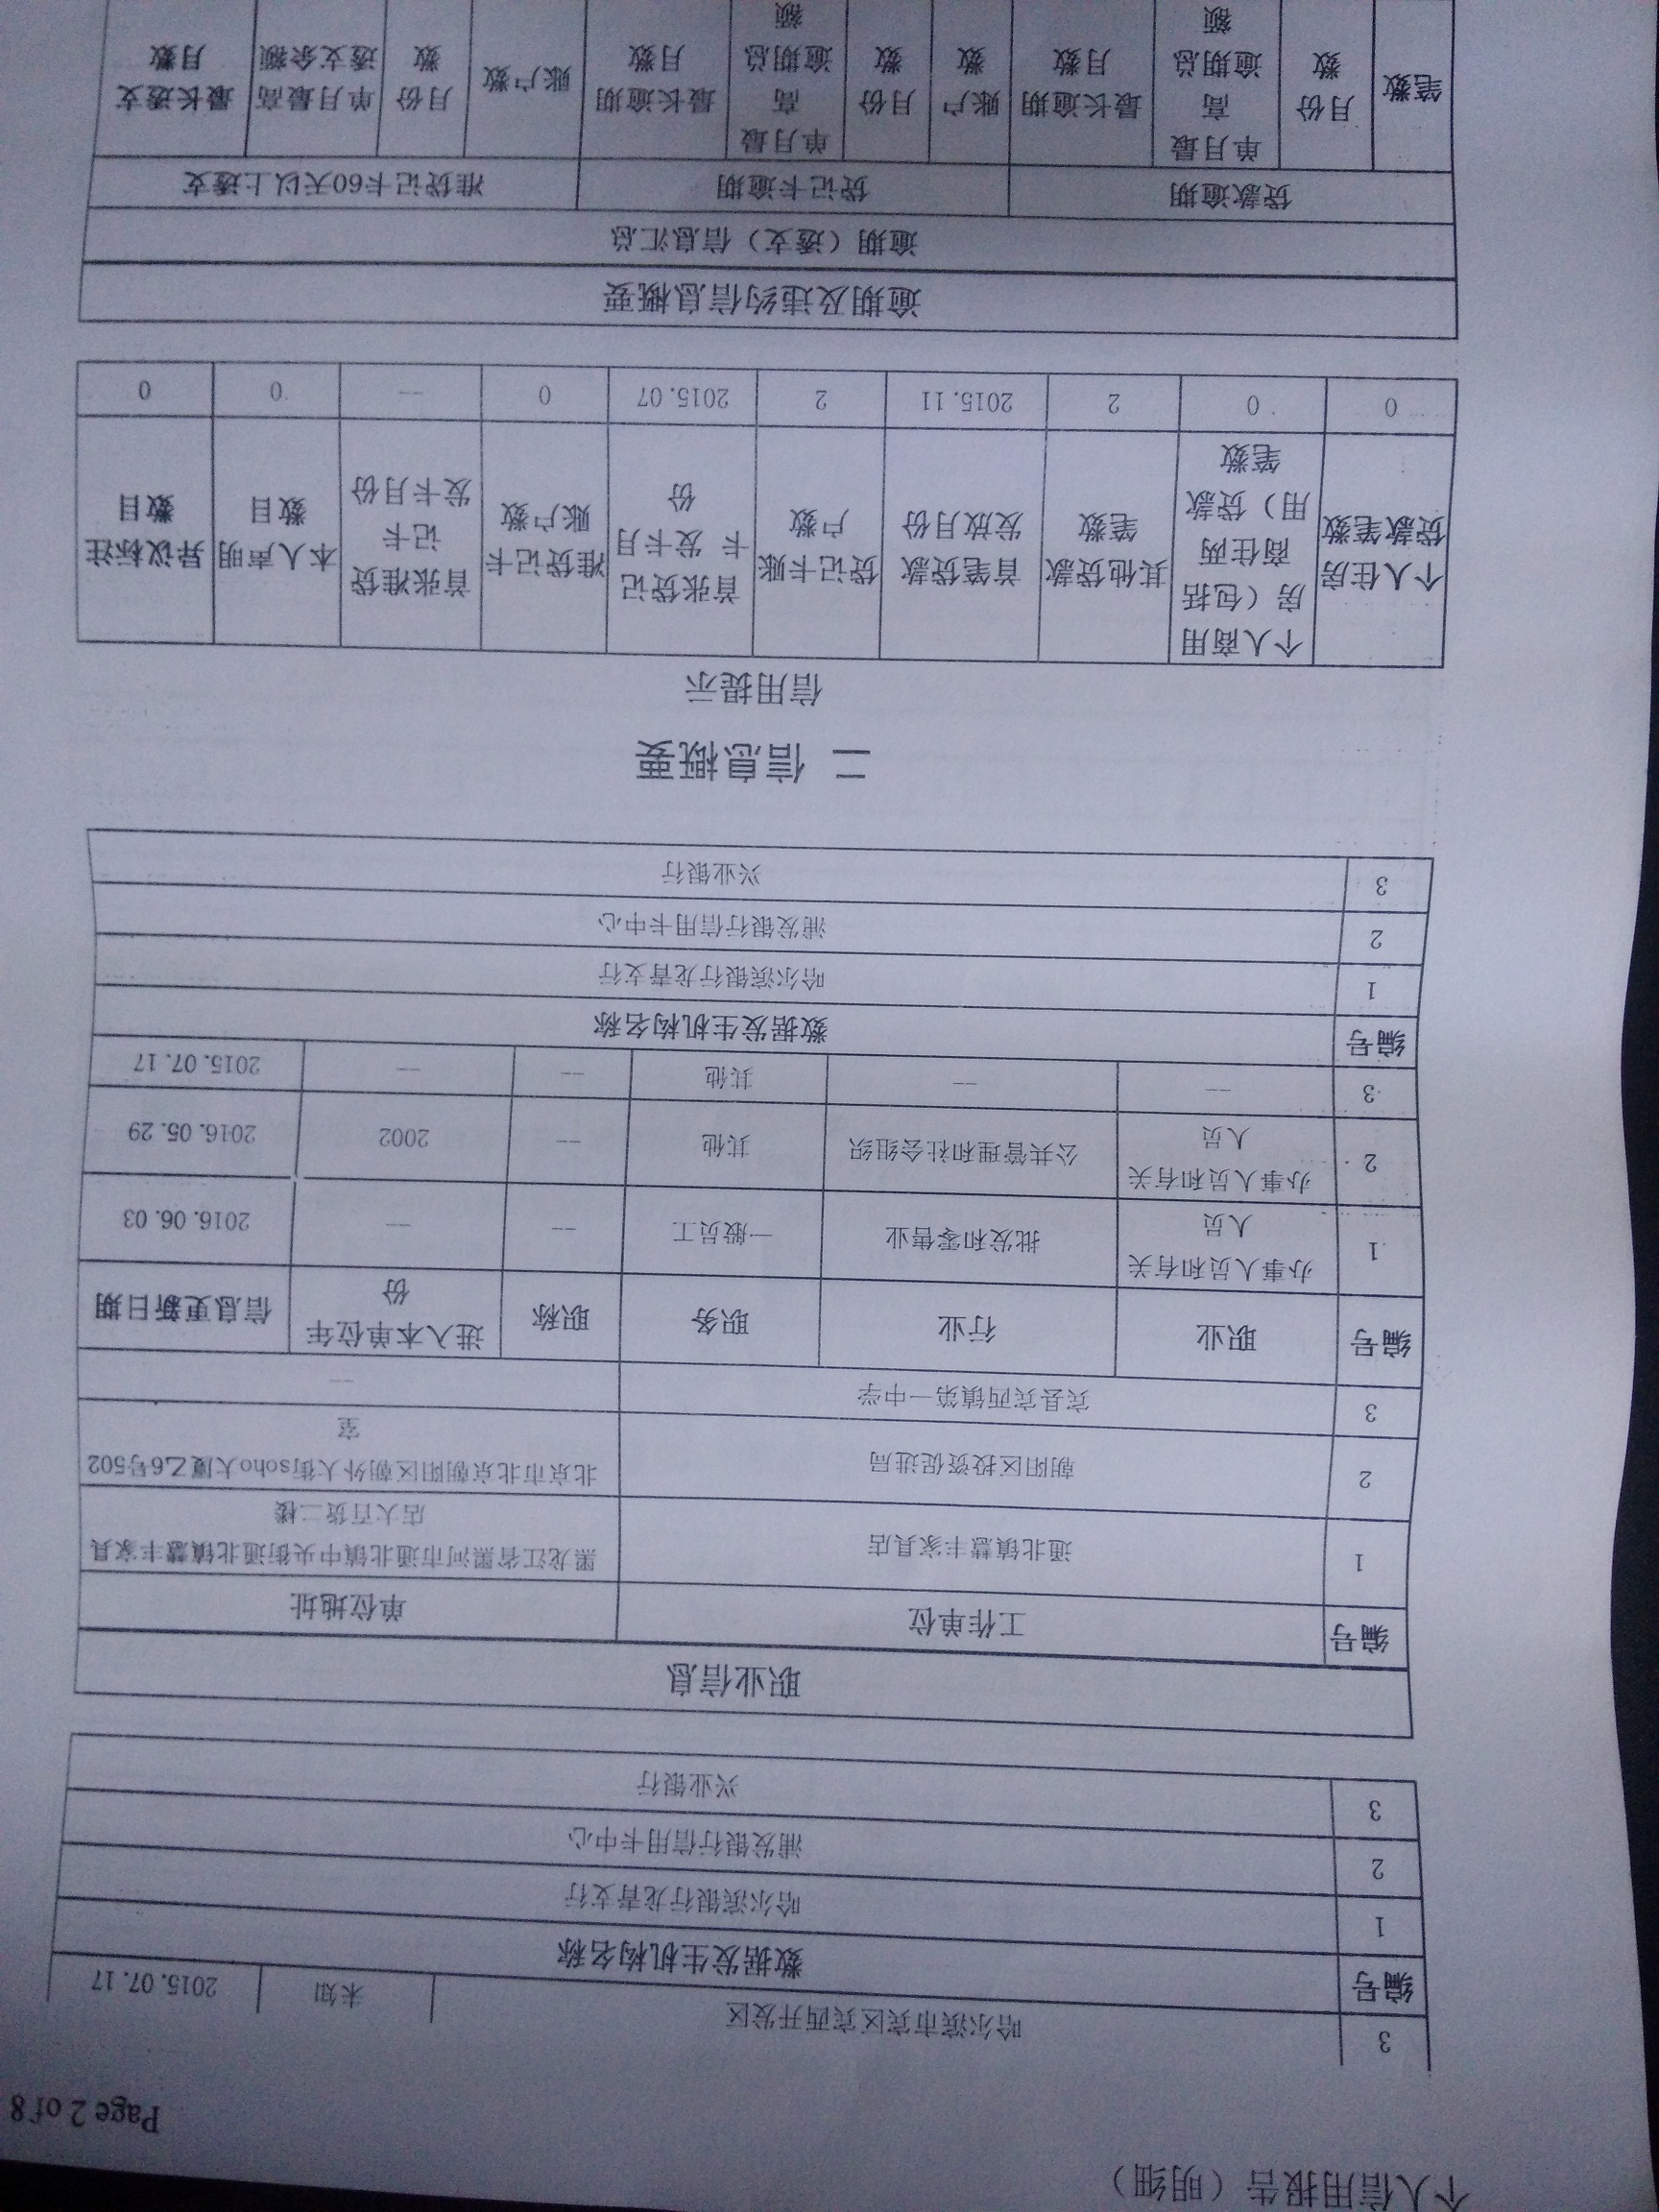 个人信用报告（明细）
Page 2 of 8
3 哈尔滨市宾区宾西开发区 未知 2015. 07. 17
编号 数据发生机构名称
1 哈尔滨银行龙青支行
2 浦发银行信用卡中心
3 兴业银行
职业信息
编号 工作单位 单位地址
1 通北镇慧丰家具店 黑龙江省黑河市通北镇中央街通北镇慧丰家具
店大百货二楼
2 朝阳区投资促进局 北京市北京朝阳区朝外大街soho大厦乙6号502
室
3 宾县宾西镇第一中学 --
编号 职业 行业 职务 职称 进入本单位年
份 信息更新日期
1 办事人员和有关
人员 批发和零售业 一般员工 -- -- 2016. 06. 03
2 办事人员和有关
人员 公共管理和社会组织 其他 -- 2002 2016. 05. 29
3 -- -- 其他 -- -- 2015. 07. 17
编号 数据发生机构名称
1 哈尔滨银行龙青支行
2 浦发银行信用卡中心
3 兴业银行
二 信息概要
信用提示
个人住房
贷款笔数
个人商用
房（包括
商住两
用）贷款
笔数
其他贷款
笔数
首笔贷款
发放月份
贷记卡账
户数
首张贷记
卡 发卡月
份
准贷记卡
账户数
首张准贷
记卡
发卡月份
本人声明
数目
异议标注
数目
0 0 2 2015. 11 2 2015. 07 0 -- 0 0
逾期及违约信息概要
逾期（透支）信息汇总
贷款逾期 贷记卡逾期 准贷记卡60天以上透支
笔数
月份
数
单月最
高
逾期总
额
最长逾期
月数
账户
数
月份
数
单月最
高
逾期总
额
最长逾期
月数
账户数
月份
数
单月最高
透支余额
最长透支
月数